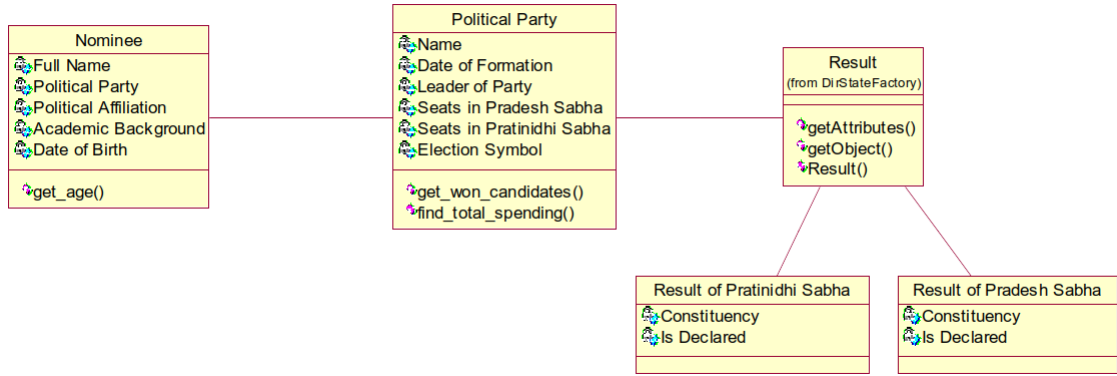 Nominee
Full Name
Political Party
Political Affiliation
Academic Background
Date of Birth
get_age()
Political Party
Name
Date of Formation
Leader of Party
Seats in Pradesh Sabha
Seats in Pratinidhi Sabha
Election Symbol
get_won_candidates()
find_total_spending()
Result
(from DirStateFactory)
getAttributes()
getObject()
Result()
Result of Pratinidhi Sabha
Constituency
Is Declared
Result of Pradesh Sabha
Constituency
Is Declared